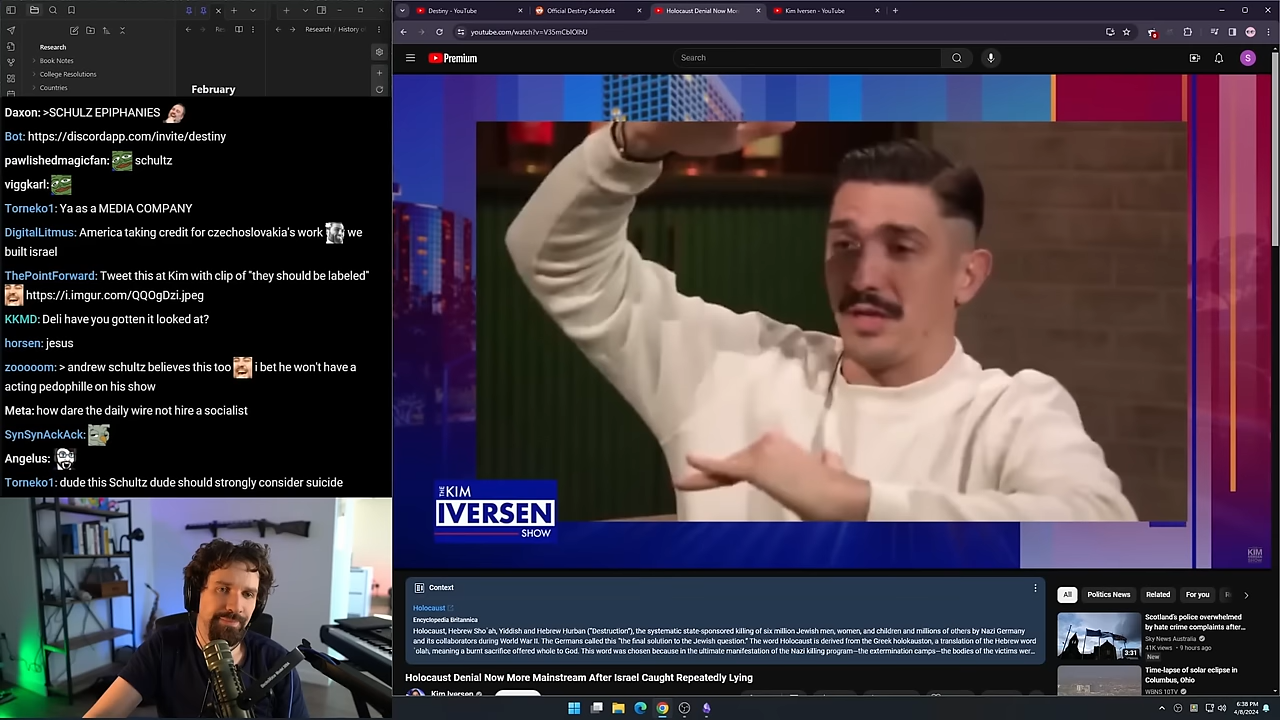 Destiny - YouTube
Official Destiny Subreddit
Holocaust Denial Now Mor
Kim Iversen - YouTube
youtube.com/watch?v=V35mCbIOlhU
Research / History of
Research
Book Notes
College Resolutions
Countries
February
Premium
Search
S
Daxon: >SCHULZ EPIPHANIES
Bot: https://discordapp.com/invite/destiny
pawlishedmagicfan: schultz
viggkarl:
Torneko1: Ya as a MEDIA COMPANY
DigitalLitmus: America taking credit for czechoslovakia's work we
built israel
ThePointForward: Tweet this at Kim with clip of "they should be labeled"
https://i.imgur.com/QQOgDzi.jpeg
KKMD: Deli have you gotten it looked at?
horsen: jesus
zooooom: > andrew schultz believes this too i bet he won't have a
acting pedophille on his show
Meta: how dare the daily wire not hire a socialist
SynSynAckAck:
Angelus:
Torneko1: dude this Schultz dude should strongly consider suicide
THE KIM
IVERSEN
SHOW
KIM
Context
Holocaust
Encyclopedia Britannica
Holocaust, Hebrew Shoʾah, Yiddish and Hebrew Hurban ("Destruction"), the systematic state-sponsored killing of six million Jewish men, women, and children and millions of others by Nazi Germany
and its collaborators during World War II. The Germans called this "the final solution to the Jewish question." The word Holocaust is derived from the Greek holokauston, a translation of the Hebrew word
ʿolah, meaning a burnt sacrifice offered whole to God. This word was chosen because in the ultimate manifestation of the Nazi killing program—the extermination camps—the bodies of the victims wer...
Holocaust Denial Now More Mainstream After Israel Caught Repeatedly Lying
Kim Iversen
All
Politics News
Related
For you
Scotland's police overwhelmed
by hate crime complaints after...
Sky News Australia
41K views • 9 hours ago
New
3:31
Time-lapse of solar eclipse in
Columbus, Ohio
WBNS 10TV
6:38 PM
4/8/2024